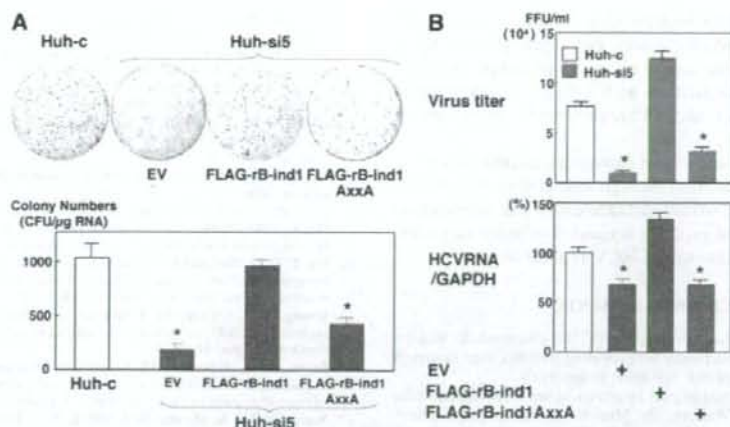 A
Huh-c
Huh-si5
EV
FLAG-rB-ind1
FLAG-rB-ind1 AxxA
Colony Numbers
(CFU/μg RNA)
1000
500
0
*
*
Huh-c
EV
FLAG-rB-ind1
FLAG-rB-ind1 AxxA
Huh-si5
B
FFU/ml
(10⁴)
15
10
5
0
Huh-c
Huh-si5
Virus titer
*
*
(%)
150
100
50
0
HCVRNA
/GAPDH
*
*
EV +
FLAG-rB-ind1 +
FLAG-rB-ind1AxxA +